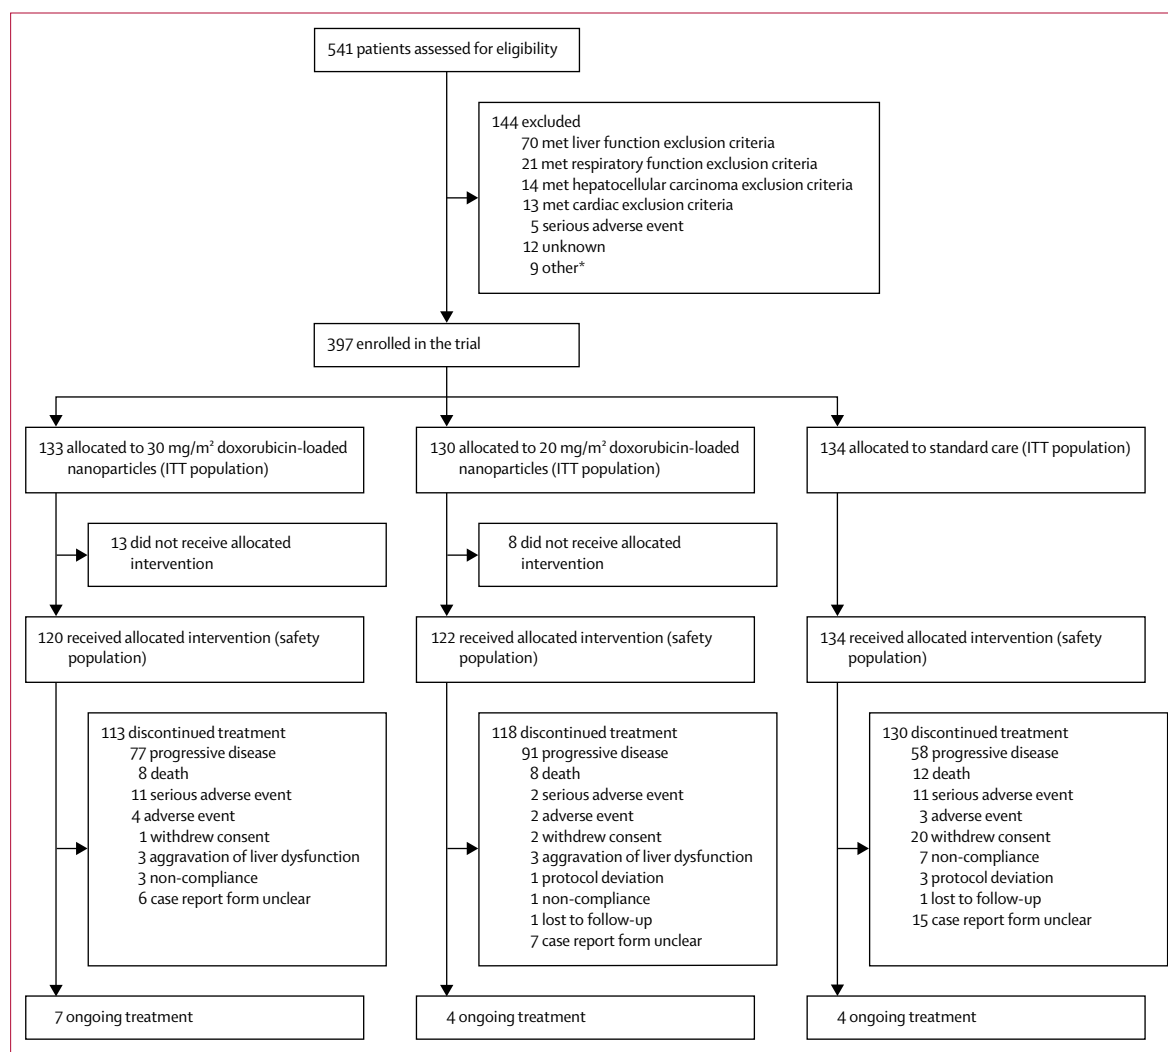 541 patients assessed for eligibility
144 excluded
70 met liver function exclusion criteria
21 met respiratory function exclusion criteria
14 met hepatocellular carcinoma exclusion criteria
13 met cardiac exclusion criteria
5 serious adverse event
12 unknown
9 other*
397 enrolled in the trial
133 allocated to 30 mg/m² doxorubicin-loaded
nanoparticles (ITT population)
130 allocated to 20 mg/m² doxorubicin-loaded
nanoparticles (ITT population)
134 allocated to standard care (ITT population)
13 did not receive allocated
intervention
8 did not receive allocated
intervention
120 received allocated intervention (safety
population)
122 received allocated intervention (safety
population)
134 received allocated intervention (safety
population)
113 discontinued treatment
77 progressive disease
8 death
11 serious adverse event
4 adverse event
1 withdrew consent
3 aggravation of liver dysfunction
3 non-compliance
6 case report form unclear
118 discontinued treatment
91 progressive disease
8 death
2 serious adverse event
2 adverse event
2 withdrew consent
3 aggravation of liver dysfunction
1 protocol deviation
1 non-compliance
1 lost to follow-up
7 case report form unclear
130 discontinued treatment
58 progressive disease
12 death
11 serious adverse event
3 adverse event
20 withdrew consent
7 non-compliance
3 protocol deviation
1 lost to follow-up
15 case report form unclear
7 ongoing treatment
4 ongoing treatment
4 ongoing treatment